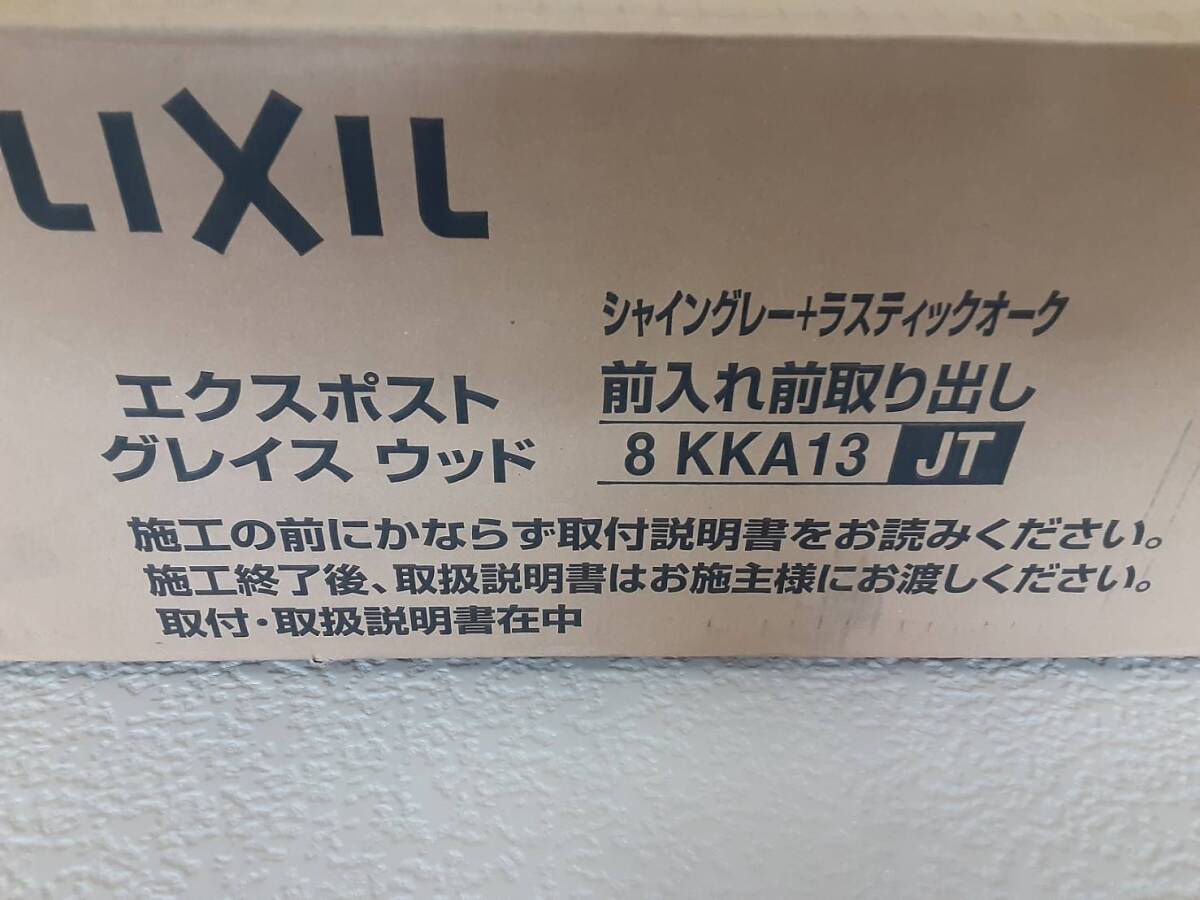 LIXIL
シャイングレー+ラスティックオーク
エクスポスト 前入れ前取り出し
グレイス ウッド 8 KKA13 JT
施工の前にかならず取付説明書をお読みください。
施工終了後、取扱説明書はお施主様にお渡しください。
取付・取扱説明書在中